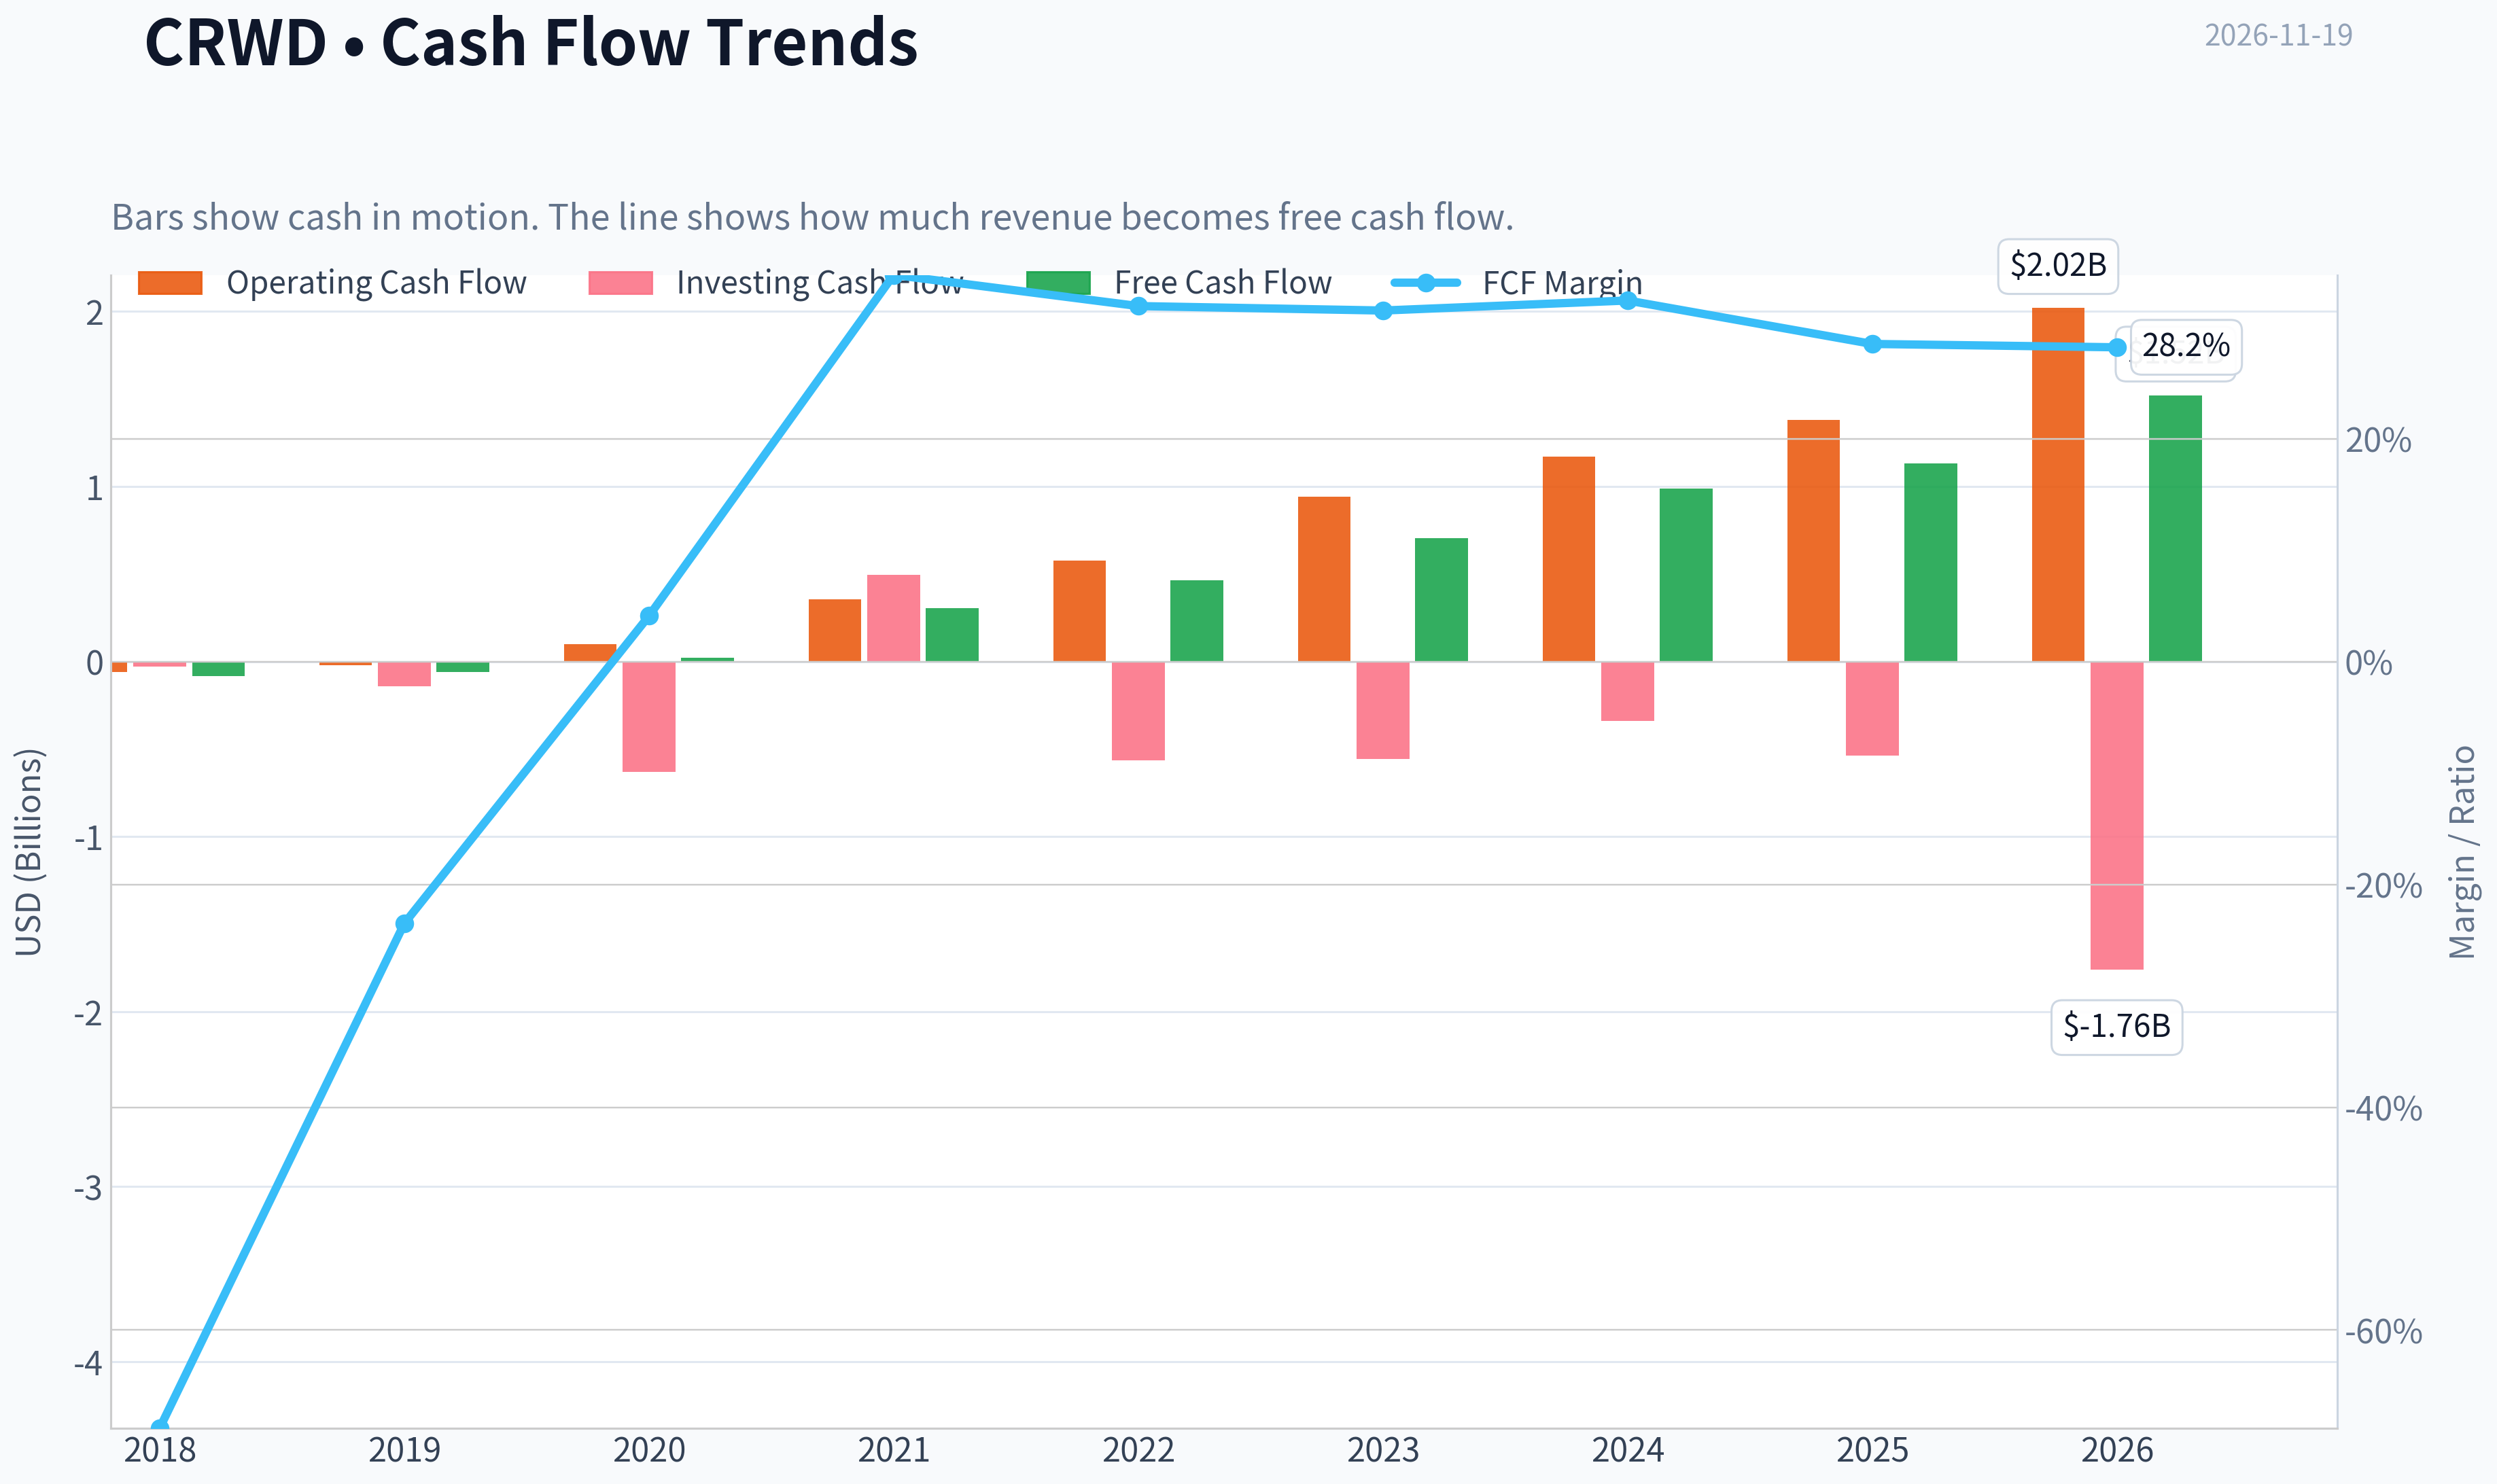 CRWD • Cash Flow Trends
2026-11-19
Bars show cash in motion. The line shows how much revenue becomes free cash flow.
Operating Cash Flow
Investing Cash Flow
Free Cash Flow
FCF Margin
$2.02B
28.2%
$-1.76B
2
1
0
-1
-2
-3
-4
USD (Billions)
20%
0%
-20%
-40%
-60%
Margin / Ratio
2018
2019
2020
2021
2022
2023
2024
2025
2026